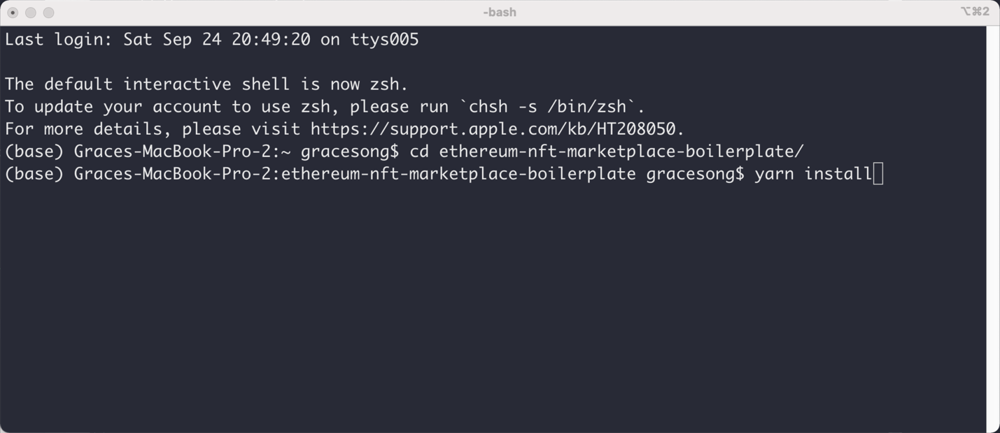 -bash
⌥⌘2
Last login: Sat Sep 24 20:49:20 on ttys005
The default interactive shell is now zsh.
To update your account to use zsh, please run `chsh -s /bin/zsh`.
For more details, please visit https://support.apple.com/kb/HT208050.
(base) Graces-MacBook-Pro-2:~ gracesong$ cd ethereum-nft-marketplace-boilerplate/
(base) Graces-MacBook-Pro-2:ethereum-nft-marketplace-boilerplate gracesong$ yarn install